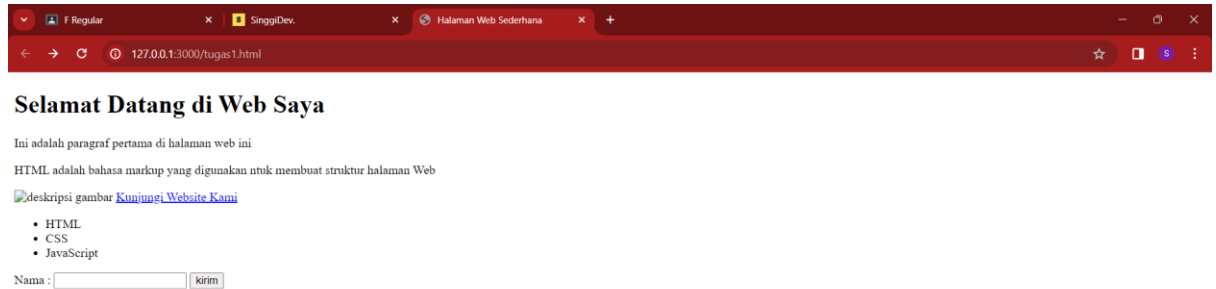 F Regular
SinggiDev.
Halaman Web Sederhana
127.0.0.1:3000/tugas1.html
S
Selamat Datang di Web Saya
Ini adalah paragraf pertama di halaman web ini
HTML adalah bahasa markup yang digunakan ntuk membuat struktur halaman Web
deskripsi gambar Kunjungi Website Kami
• HTML
• CSS
• JavaScript
Nama : kirim